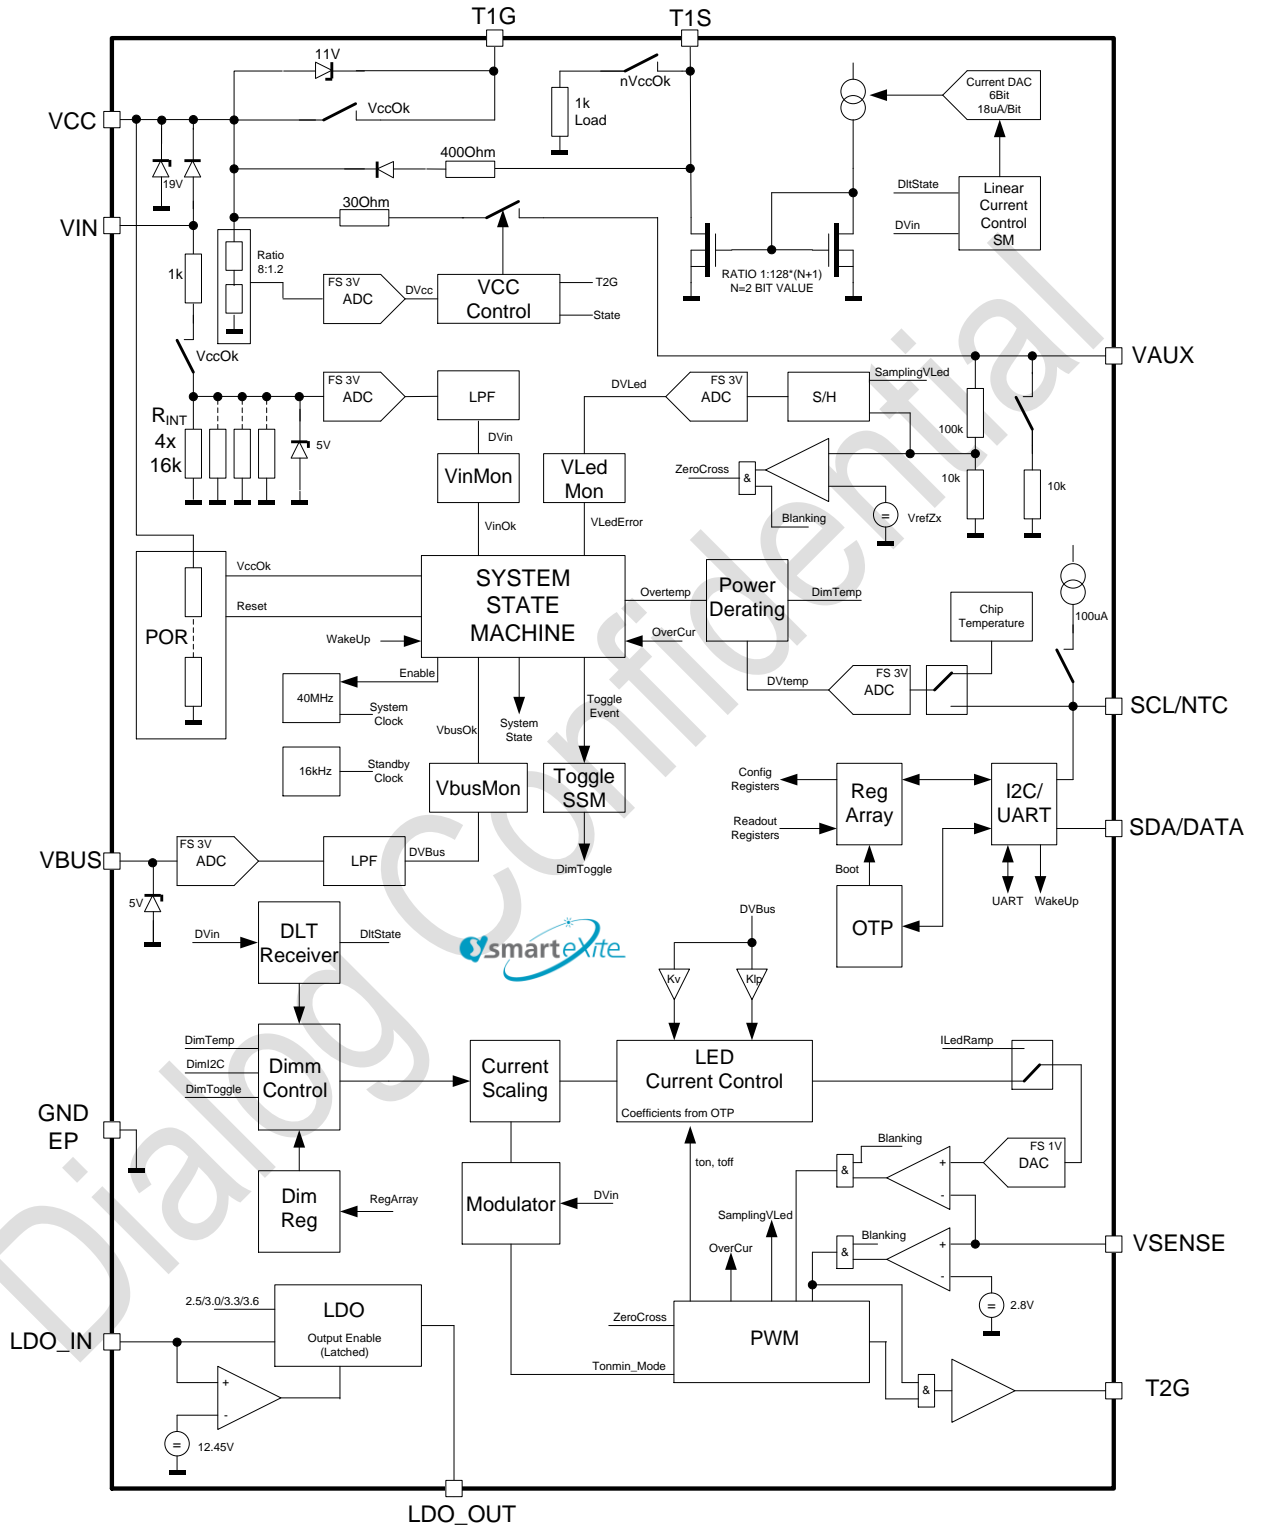 T1G
T1S
11V
VccOk
nVccOk
1k
Load
Current DAC
6Bit
18uA/Bit
VCC
19V
400Ohm
DltState
DVin
Linear
Current
Control
SM
VIN
30Ohm
1k
Ratio
8:1.2
FS 3V
ADC
DVcc
VCC
Control
T2G
State
RATIO 1:128*(N+1)
N=2 BIT VALUE
VccOk
VAUX
FS 3V
ADC
LPF
DVLed
FS 3V
ADC
S/H
SamplingVLed
RINT
4x
16k
5V
DVin
100k
VinMon
VLed
Mon
ZeroCross
&
10k
10k
Blanking
VrefZx
=
VinOk
VLedError
VccOk
Reset
POR
SYSTEM
STATE
MACHINE
Overtemp
Power
Derating
DimTemp
Chip
Temperature
100uA
WakeUp
OverCur
Enable
40MHz
System
Clock
DVtemp
FS 3V
ADC
SCL/NTC
VbusOk
System
State
Toggle
Event
16kHz
Standby
Clock
VbusMon
Toggle
SSM
Config
Registers
Readout
Registers
Reg
Array
I2C/
UART
SDA/DATA
VBUS
FS 3V
ADC
LPF
DVBus
DimToggle
Boot
5V
OTP
UART
WakeUp
DVin
DLT
Receiver
DltState
smarteXite
DVBus
Kv
Klp
DimTemp
DimI2C
DimToggle
Dimm
Control
Current
Scaling
LED
Current Control
Coefficients from OTP
ILedRamp
GND
EP
ton, toff
&
Blanking
+
-
FS 1V
DAC
Dim
Reg
RegArray
Modulator
DVin
SamplingVLed
OverCur
&
Blanking
+
-
VSENSE
=
2.8V
2.5/3.0/3.3/3.6
LDO
Output Enable
(Latched)
ZeroCross
PWM
LDO_IN
Tonmin_Mode
+
-
=
12.45V
&
T2G
LDO_OUT
Dialog Confidential